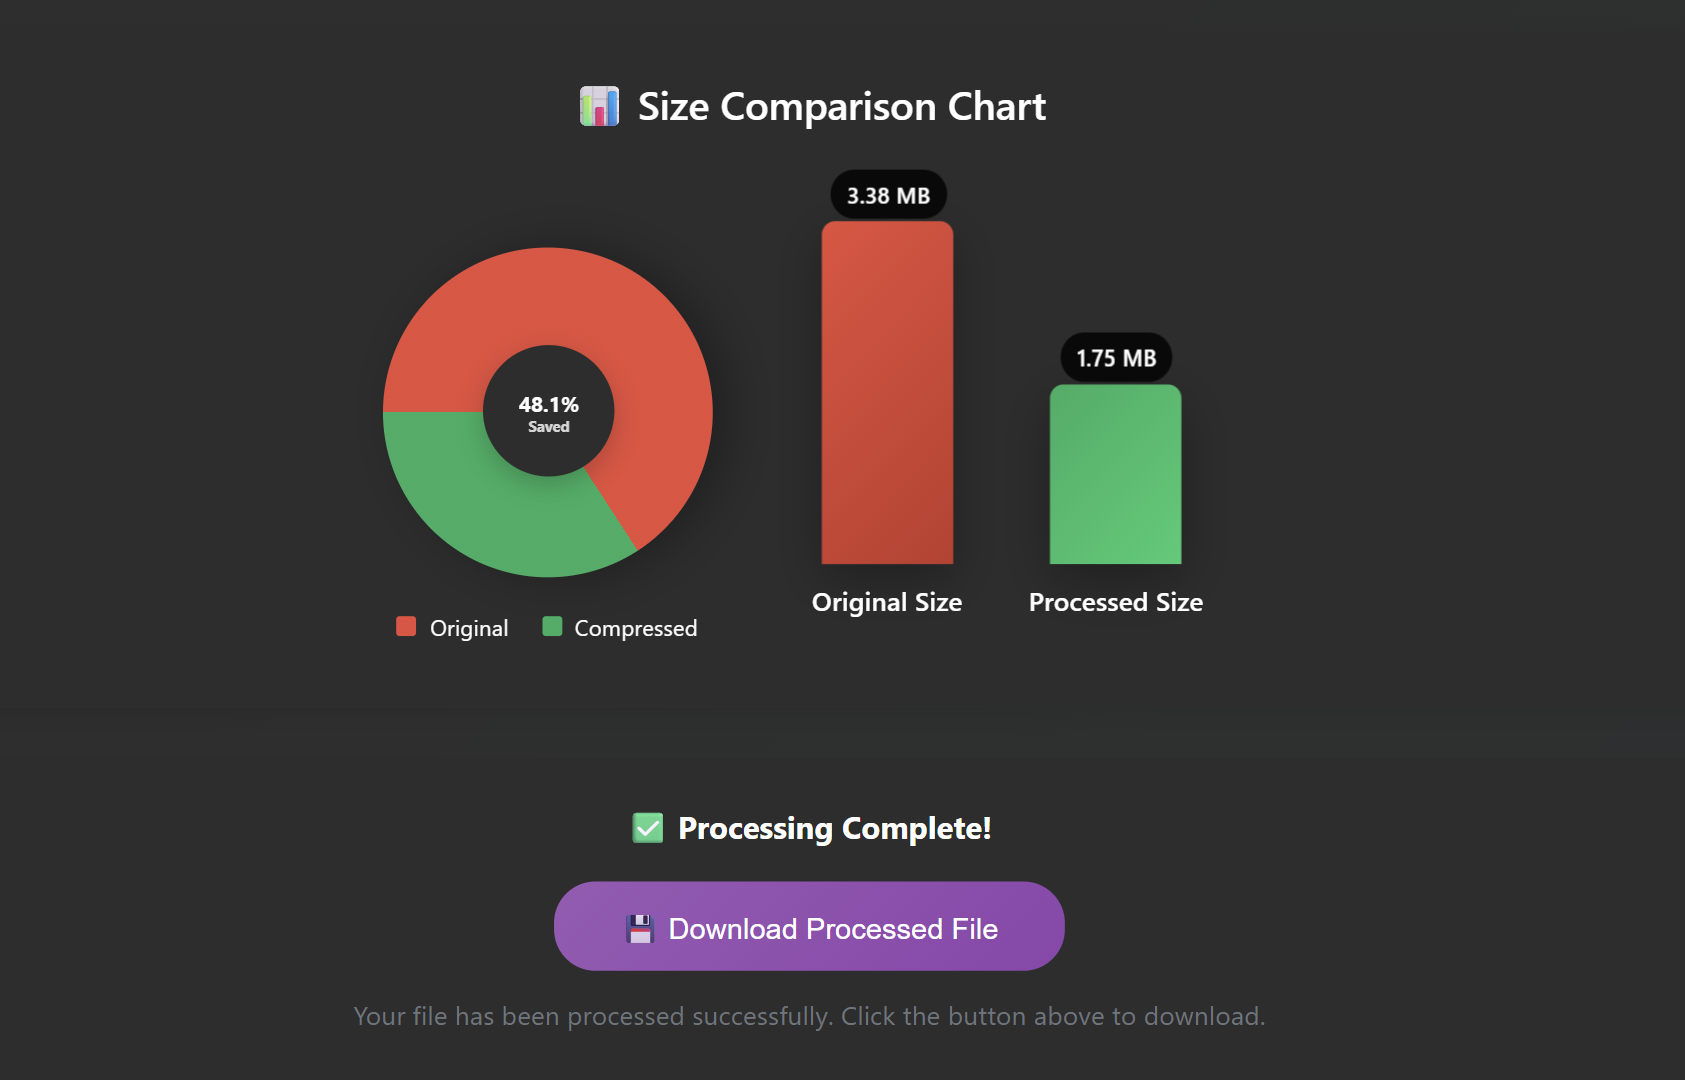 Size Comparison Chart
3.38 MB
1.75 MB
48.1%
Saved
Original Size
Processed Size
Original
Compressed
Processing Complete!
Download Processed File
Your file has been processed successfully. Click the button above to download.